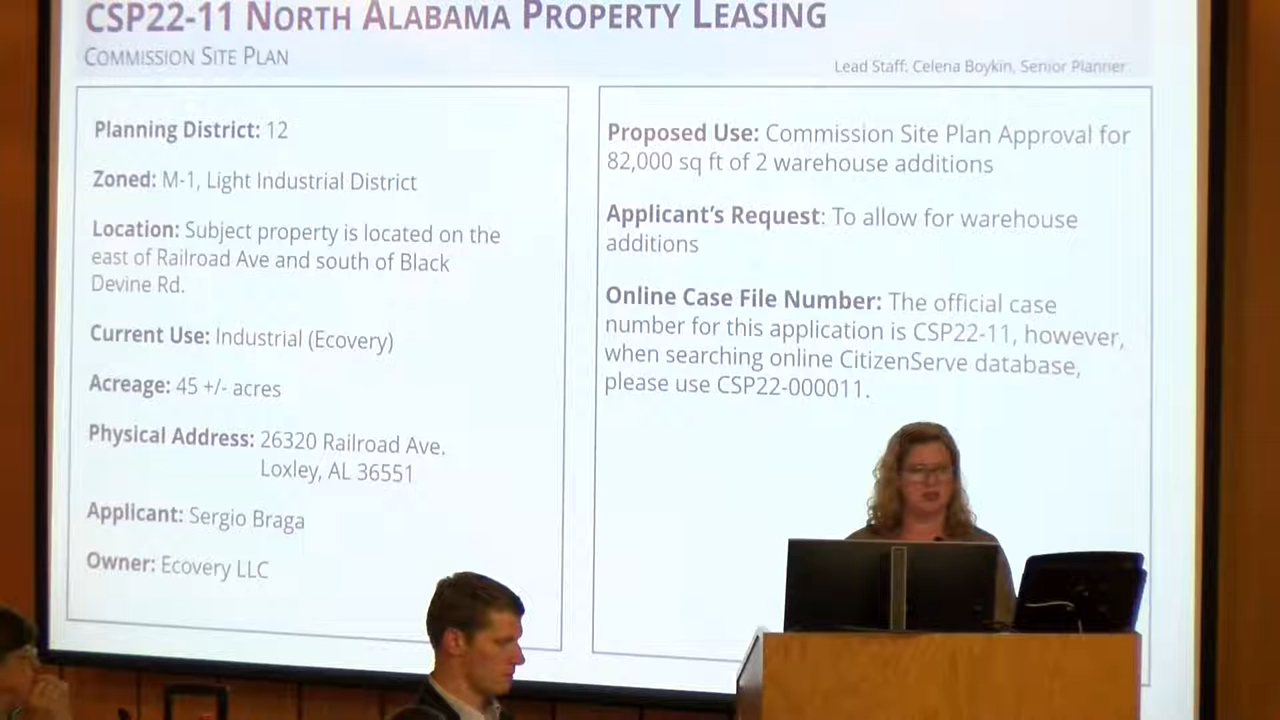 CSP22-11 NORTH ALABAMA PROPERTY LEASING
COMMISSION SITE PLAN
Lead Staff: Celena Boykin, Senior Planner
Planning District: 12
Zoned: M-1, Light Industrial District
Location: Subject property is located on the
east of Railroad Ave and south of Black
Devine Rd.
Current Use: Industrial (Ecovery)
Acreage: 45 +/- acres
Physical Address: 26320 Railroad Ave.
Loxley, AL 36551
Applicant: Sergio Braga
Owner: Ecovery LLC
Proposed Use: Commission Site Plan Approval for
82,000 sq ft of 2 warehouse additions
Applicant's Request: To allow for warehouse
additions
Online Case File Number: The official case
number for this application is CSP22-11, however,
when searching online CitizenServe database,
please use CSP22-000011.